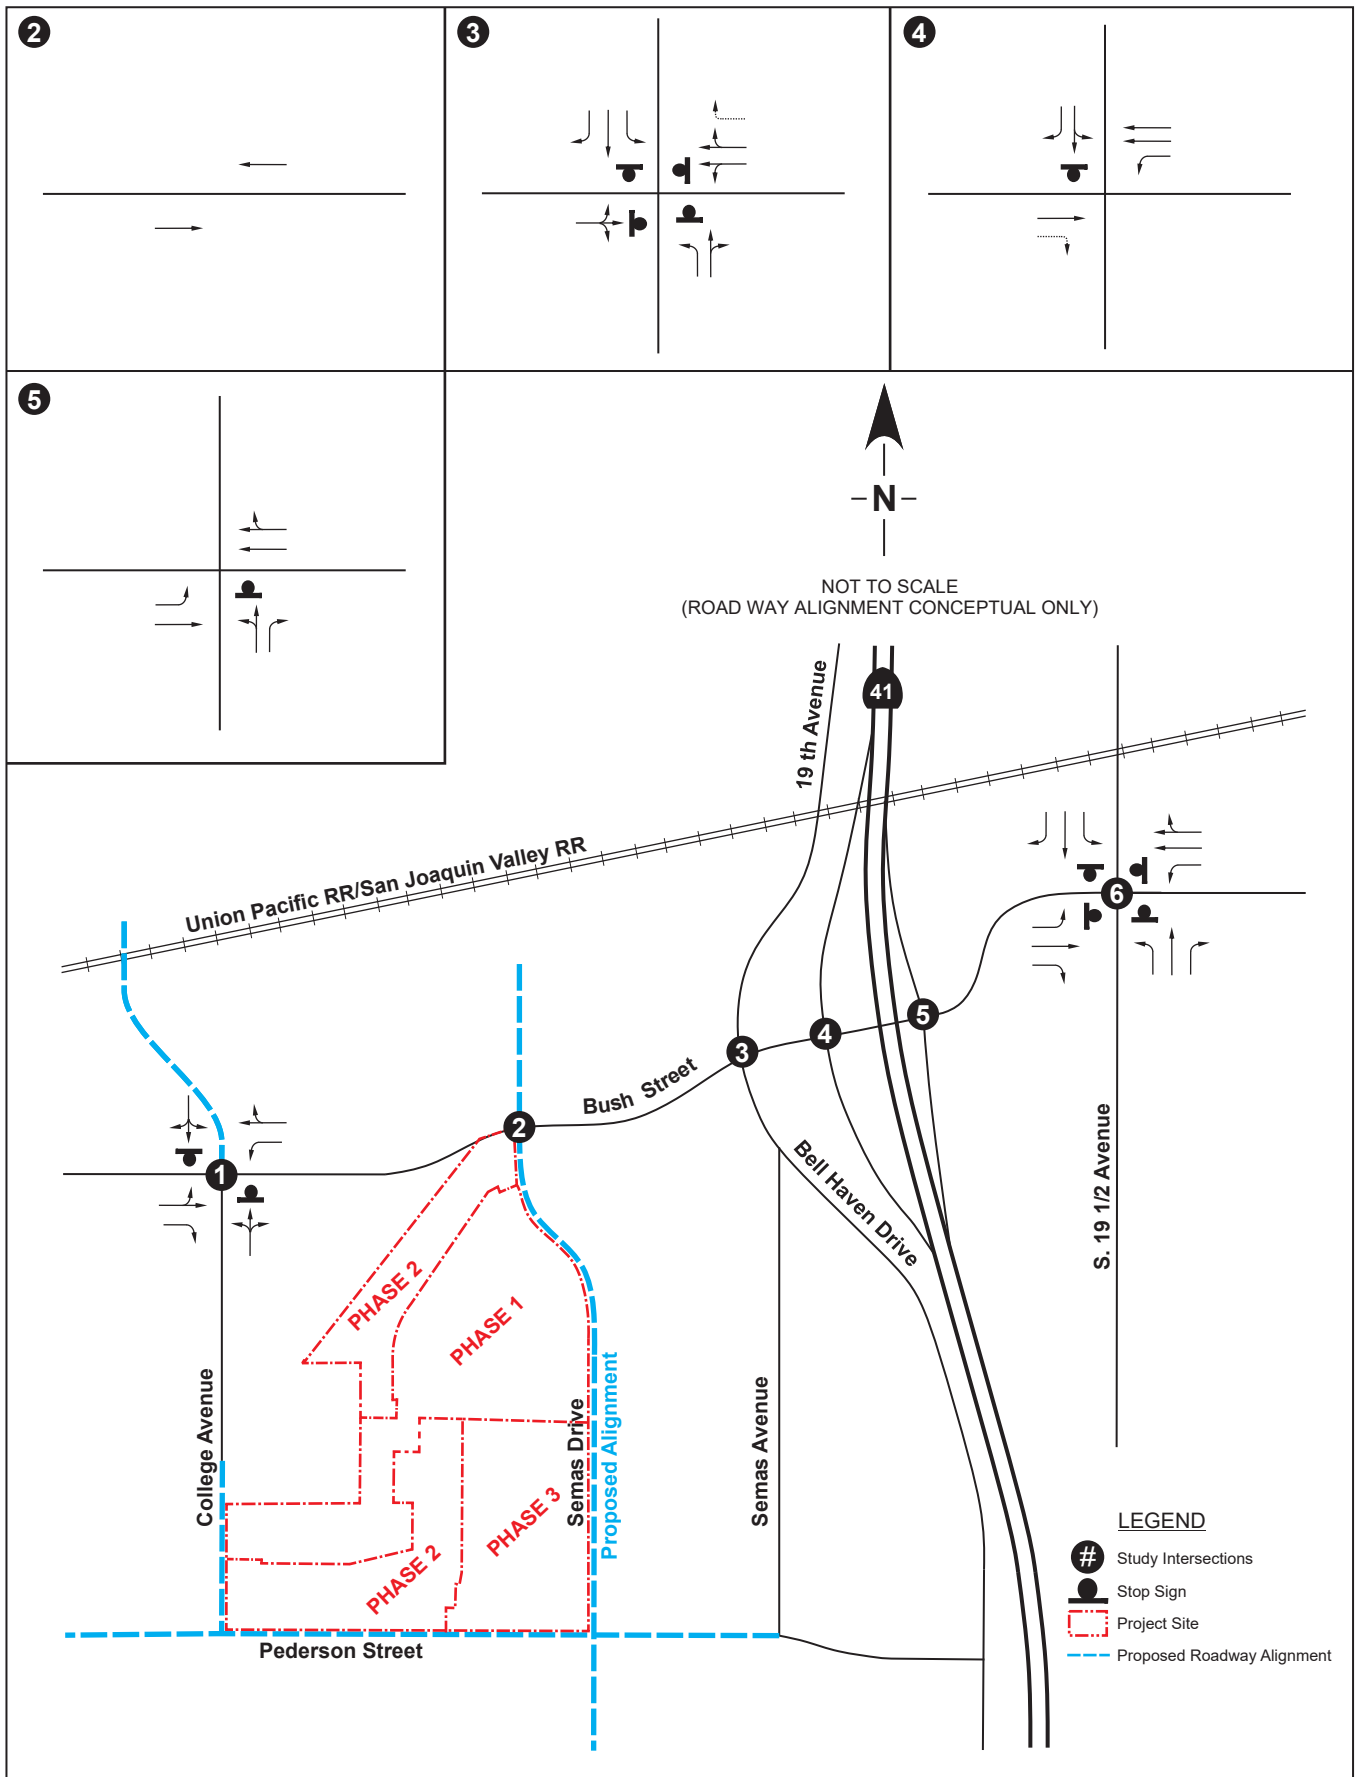 2
3
4
5
N
NOT TO SCALE
(ROAD WAY ALIGNMENT CONCEPTUAL ONLY)
41
19 th Avenue
Union Pacific RR/San Joaquin Valley RR
6
5
4
3
Bush Street
2
1
Bell Haven Drive
S. 19 1/2 Avenue
PHASE 2
PHASE 1
College Avenue
Semas Drive
Proposed Alignment
Semas Avenue
PHASE 3
PHASE 2
Pederson Street
LEGEND
# Study Intersections
Stop Sign
Project Site
Proposed Roadway Alignment